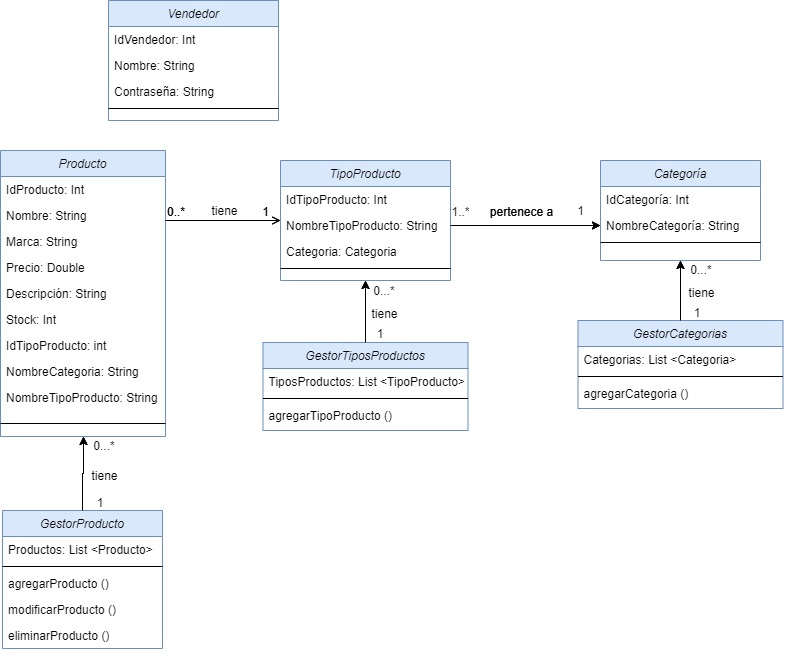 Vendedor
IdVendedor: Int
Nombre: String
Contraseña: String
Producto
IdProducto: Int
Nombre: String
Marca: String
Precio: Double
Descripción: String
Stock: Int
IdTipoProducto: int
NombreCategoria: String
NombreTipoProducto: String
0..* tiene 1
TipoProducto
IdTipoProducto: Int
NombreTipoProducto: String
Categoria: Categoria
1..* pertenece a 1
Categoría
IdCategoría: Int
NombreCategoría: String
0...*
tiene
1
GestorTiposProductos
TiposProductos: List <TipoProducto>
agregarTipoProducto ()
0...*
tiene
1
GestorCategorias
Categorias: List <Categoria>
agregarCategoria ()
0...*
tiene
1
GestorProducto
Productos: List <Producto>
agregarProducto ()
modificarProducto ()
eliminarProducto ()